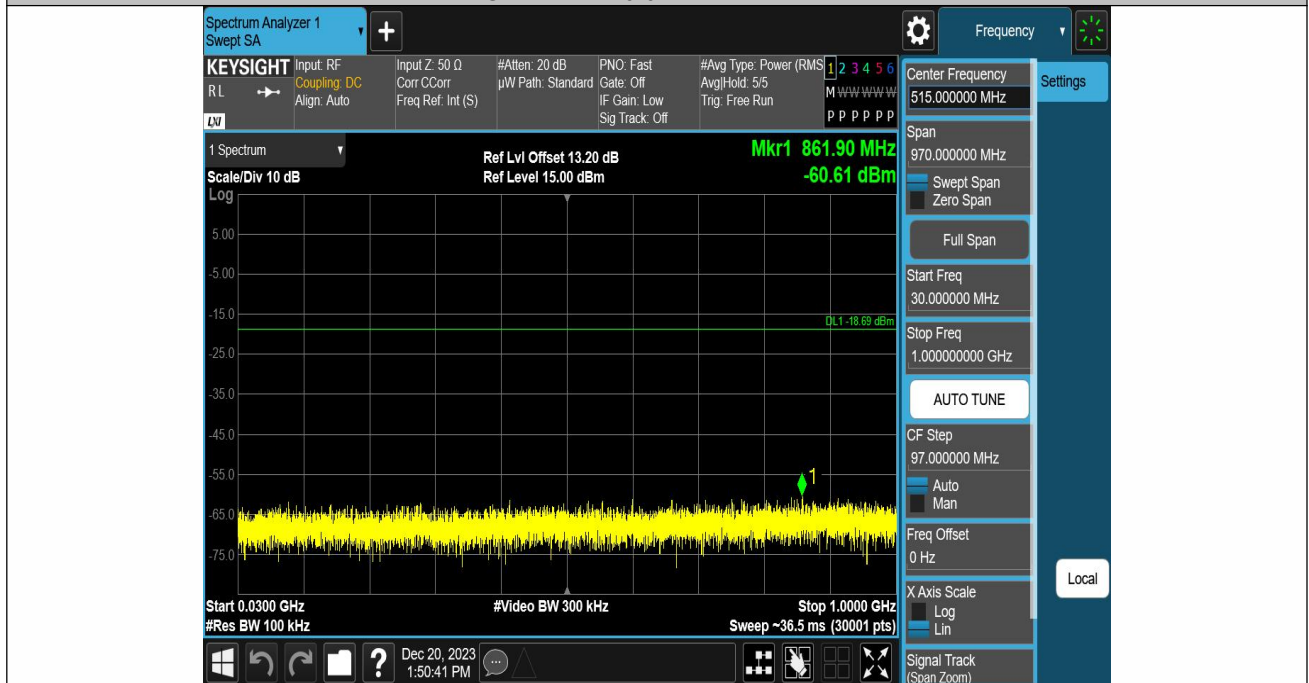 Spectrum Analyzer 1
Swept SA
+
Frequency
KEYSIGHT
RL
LXI
Input: RF
Coupling: DC
Align: Auto
Input Z: 50 Ω
Corr CCorr
Freq Ref: Int (S)
#Atten: 20 dB
µW Path: Standard
PNO: Fast
Gate: Off
IF Gain: Low
Sig Track: Off
#Avg Type: Power (RMS
Avg|Hold: 5/5
Trig: Free Run
1 2 3 4 5 6
M W W W W W
P P P P P P
1 Spectrum
Scale/Div 10 dB
Ref Lvl Offset 13.20 dB
Ref Level 15.00 dBm
Mkr1 861.90 MHz
-60.61 dBm
Log
5.00
-5.00
-15.0
DL1 -18.69 dBm
-25.0
-35.0
-45.0
-55.0
1
-65.0
-75.0
Start 0.0300 GHz
#Res BW 100 kHz
#Video BW 300 kHz
Stop 1.0000 GHz
Sweep ~36.5 ms (30001 pts)
Center Frequency
515.000000 MHz
Settings
Span
970.000000 MHz
Swept Span
Zero Span
Full Span
Start Freq
30.000000 MHz
Stop Freq
1.000000000 GHz
AUTO TUNE
CF Step
97.000000 MHz
Auto
Man
Freq Offset
0 Hz
X Axis Scale
Log
Lin
Local
Signal Track
(Span Zoom)
?
Dec 20, 2023
1:50:41 PM